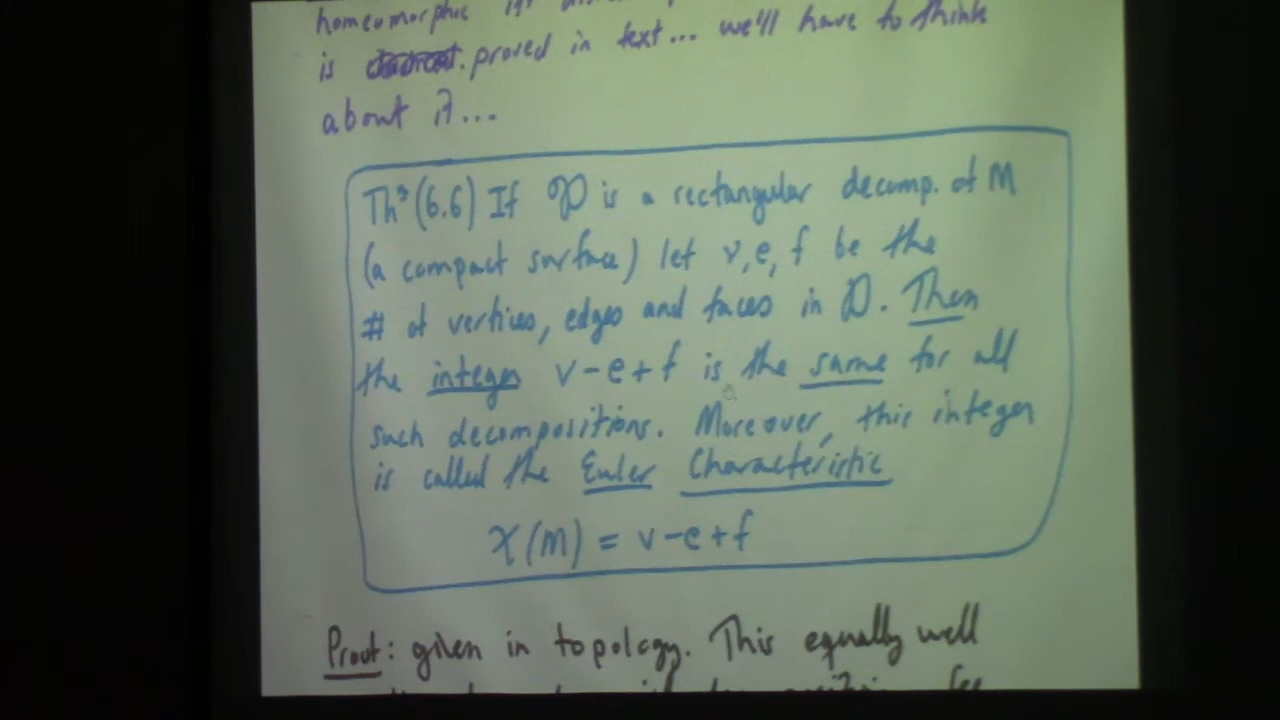 homeomorphic iff
is proved in text... we'll have to think
about it...
Thᵐ(6.6) If 𝒟 is a rectangular decomp. of M
(a compact surface) let v, e, f be the
# of vertices, edges and faces in 𝒟. Then
the integer v-e+f is the same for all
such decompositions. Moreover, this integer
is called the Euler Characteristic
χ(M) = v-e+f
Proof: given in topology. This equally well